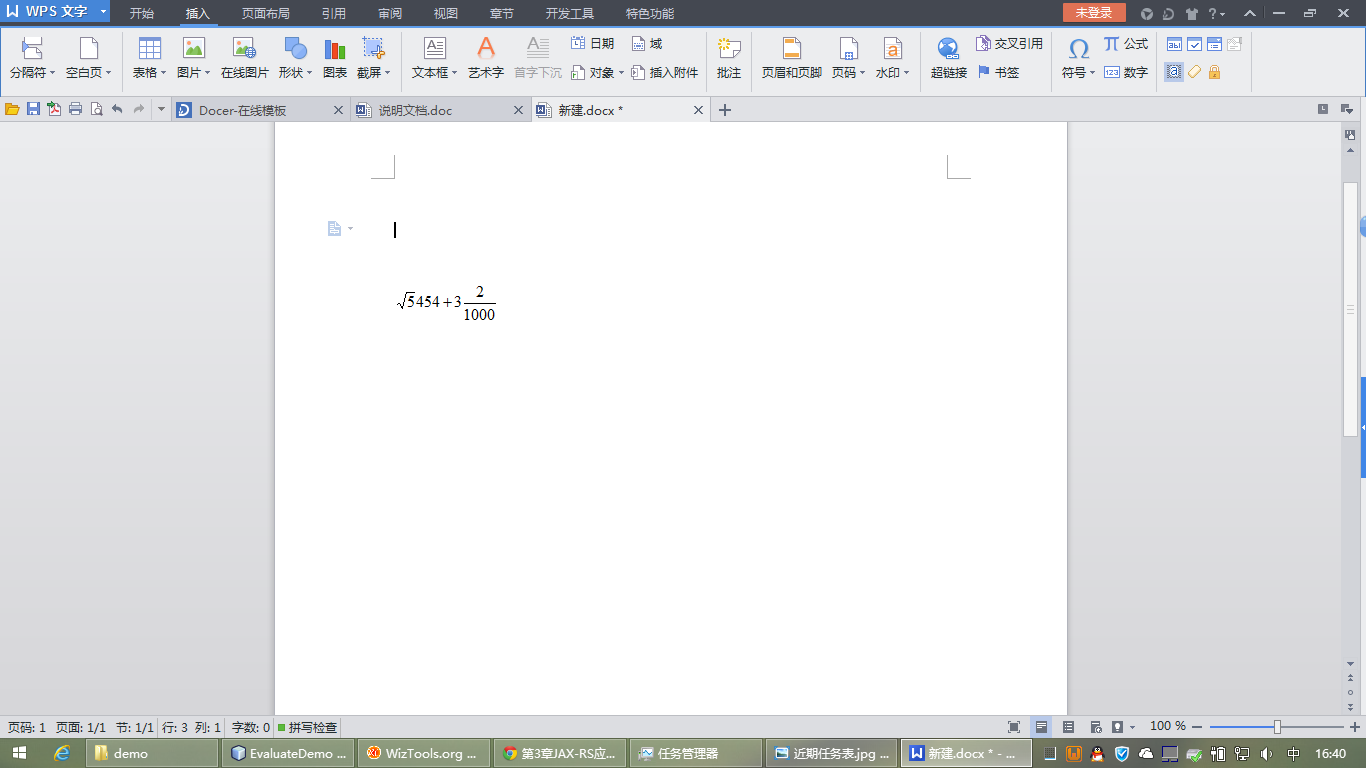 WPS 文字 开始 插入 页面布局 引用 审阅 视图 章节 开发工具 特色功能 未登录
日期 域 交叉引用 公式
分隔符 空白页 表格 图片 在线图片 形状 图表 截屏 文本框 艺术字 首字下沉 对象 插入附件 批注 页眉和页脚 页码 水印 超链接 书签 符号 数字
Docer-在线模板 说明文档.doc 新建.docx *
√5454+3 2/1000
页码: 1 页面: 1/1 节: 1/1 行: 3 列: 1 字数: 0 拼写检查 100 %
demo EvaluateDemo ... WizTools.org ... 第3章JAX-RS应... 任务管理器 近期任务表.jpg ... 新建.docx * - ... 中 16:40